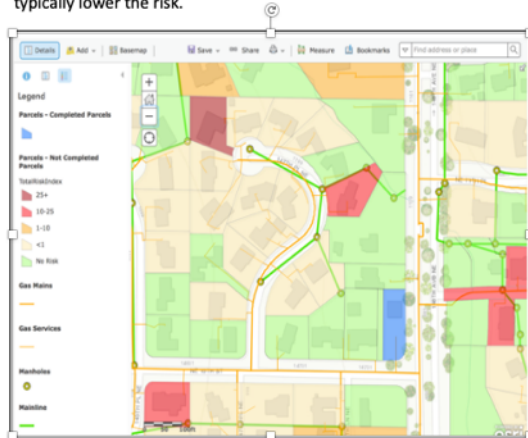 typically lower the risk.
Details Add Basemap Save Share Measure Bookmarks Find address or place
Legend
Parcels - Completed Parcels
Parcels - Not Completed
Parcels
TotalRiskIndex
25+
10-25
1-10
<1
No Risk
Gas Mains
Gas Services
Manholes
Mainline